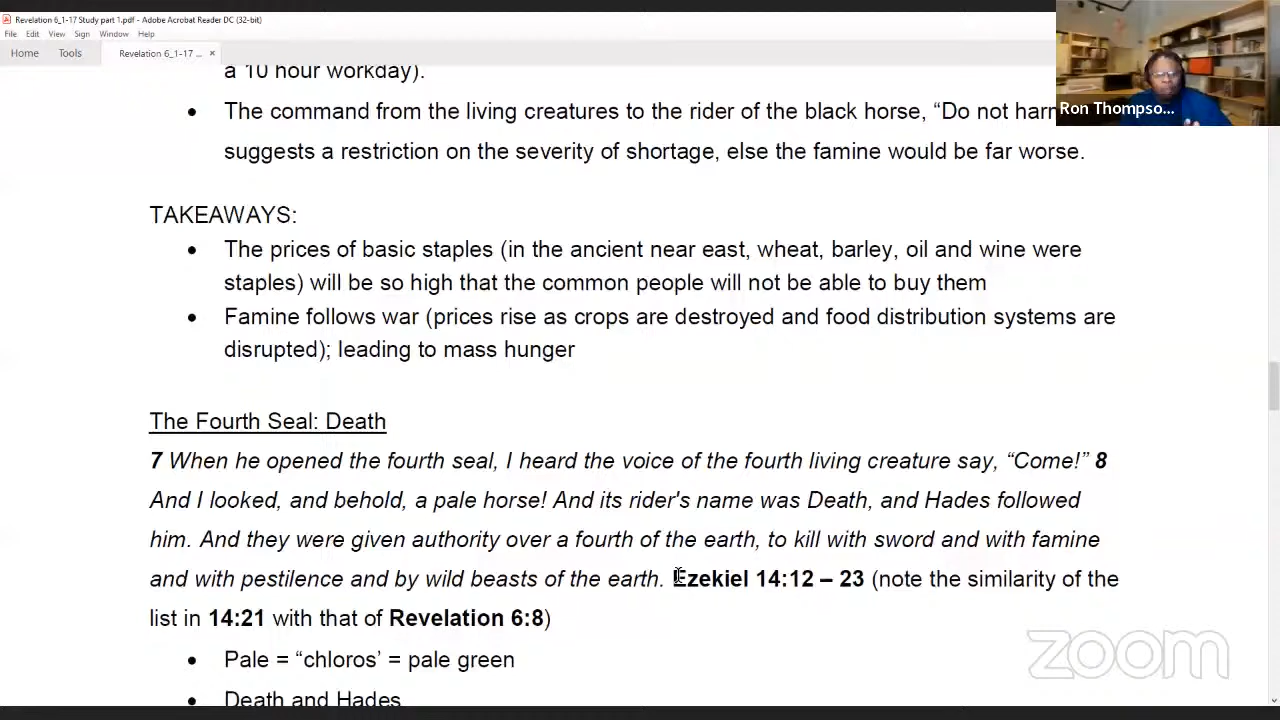 Revelation 6_1-17 Study part 1.pdf - Adobe Acrobat Reader DC (32-bit)
File Edit View Sign Window Help
Home Tools Revelation 6_1-17 ... ×
a 10 hour workday).
• The command from the living creatures to the rider of the black horse, “Do not harm
suggests a restriction on the severity of shortage, else the famine would be far worse.
TAKEAWAYS:
• The prices of basic staples (in the ancient near east, wheat, barley, oil and wine were
staples) will be so high that the common people will not be able to buy them
• Famine follows war (prices rise as crops are destroyed and food distribution systems are
disrupted); leading to mass hunger
The Fourth Seal: Death
7 When he opened the fourth seal, I heard the voice of the fourth living creature say, “Come!” 8
And I looked, and behold, a pale horse! And its rider's name was Death, and Hades followed
him. And they were given authority over a fourth of the earth, to kill with sword and with famine
and with pestilence and by wild beasts of the earth. Ezekiel 14:12 – 23 (note the similarity of the
list in 14:21 with that of Revelation 6:8)
• Pale = “chloros’ = pale green
• Death and Hades
Ron Thompso...
zoom